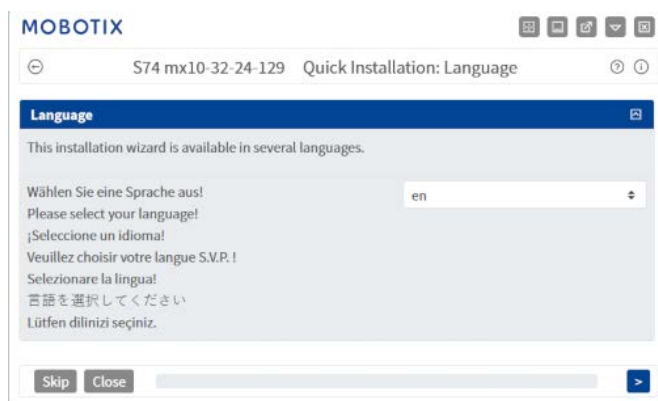 MOBOTIX
S74 mx10-32-24-129 Quick Installation: Language
Language
This installation wizard is available in several languages.
Wählen Sie eine Sprache aus!
en
Please select your language!
¡Seleccione un idioma!
Veuillez choisir votre langue S.V.P. !
Selezionare la lingua!
言語を選択してください
Lütfen dilinizi seçiniz.
Skip Close >